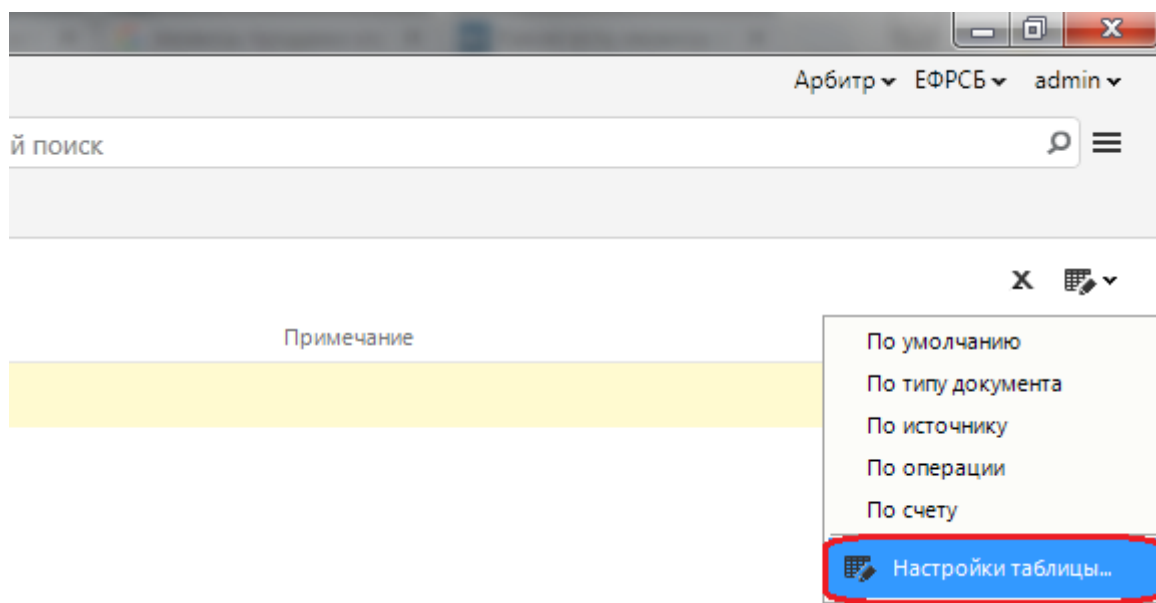 Арбитр ЕФРСБ admin
й поиск
Примечание
По умолчанию
По типу документа
По источнику
По операции
По счету
Настройки таблицы...